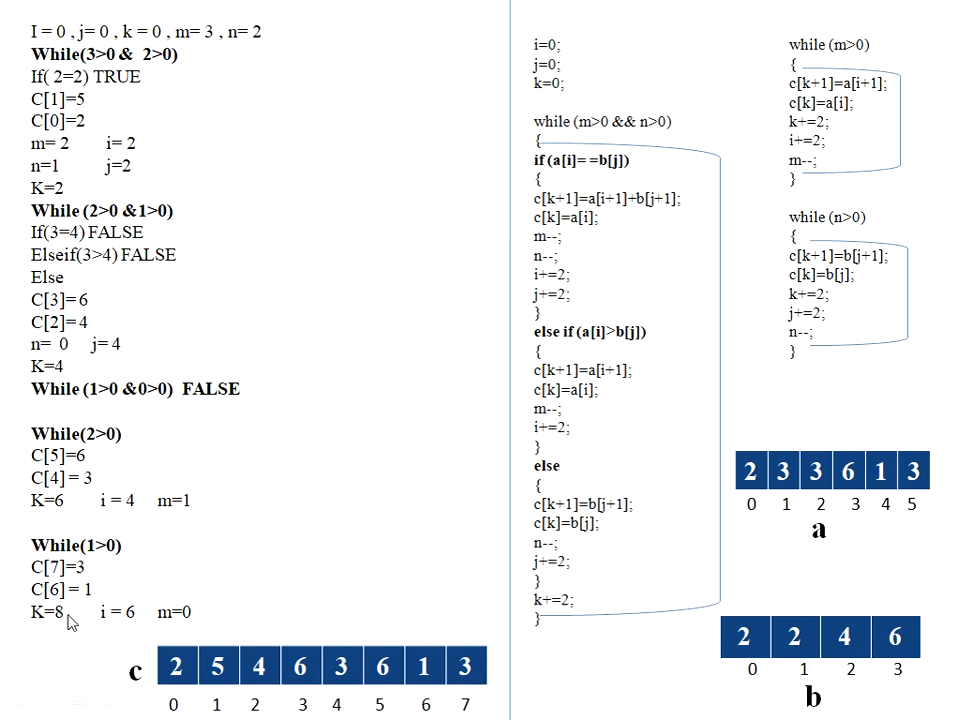 I = 0 , j= 0 , k = 0 , m= 3 , n= 2
While(3>0 & 2>0)
If( 2=2) TRUE
C[1]=5
C[0]=2
m= 2 i= 2
n=1 j=2
K=2
While (2>0 &1>0)
If(3=4) FALSE
Elseif(3>4) FALSE
Else
C[3]= 6
C[2]= 4
n= 0 j= 4
K=4
While (1>0 &0>0) FALSE
While(2>0)
C[5]=6
C[4] = 3
K=6 i = 4 m=1
While(1>0)
C[7]=3
C[6] = 1
K=8 i = 6 m=0
c 2 5 4 6 3 6 1 3
0 1 2 3 4 5 6 7
i=0;
j=0;
k=0;
while (m>0 && n>0)
{
if (a[i]= =b[j])
{
c[k+1]=a[i+1]+b[j+1];
c[k]=a[i];
m--;
n--;
i+=2;
j+=2;
}
else if (a[i]>b[j])
{
c[k+1]=a[i+1];
c[k]=a[i];
m--;
i+=2;
}
else
{
c[k+1]=b[j+1];
c[k]=b[j];
n--;
j+=2;
}
k+=2;
}
while (m>0)
{
c[k+1]=a[i+1];
c[k]=a[i];
k+=2;
i+=2;
m--;
}
while (n>0)
{
c[k+1]=b[j+1];
c[k]=b[j];
k+=2;
j+=2;
n--;
}
2 3 3 6 1 3
0 1 2 3 4 5
a
2 2 4 6
0 1 2 3
b